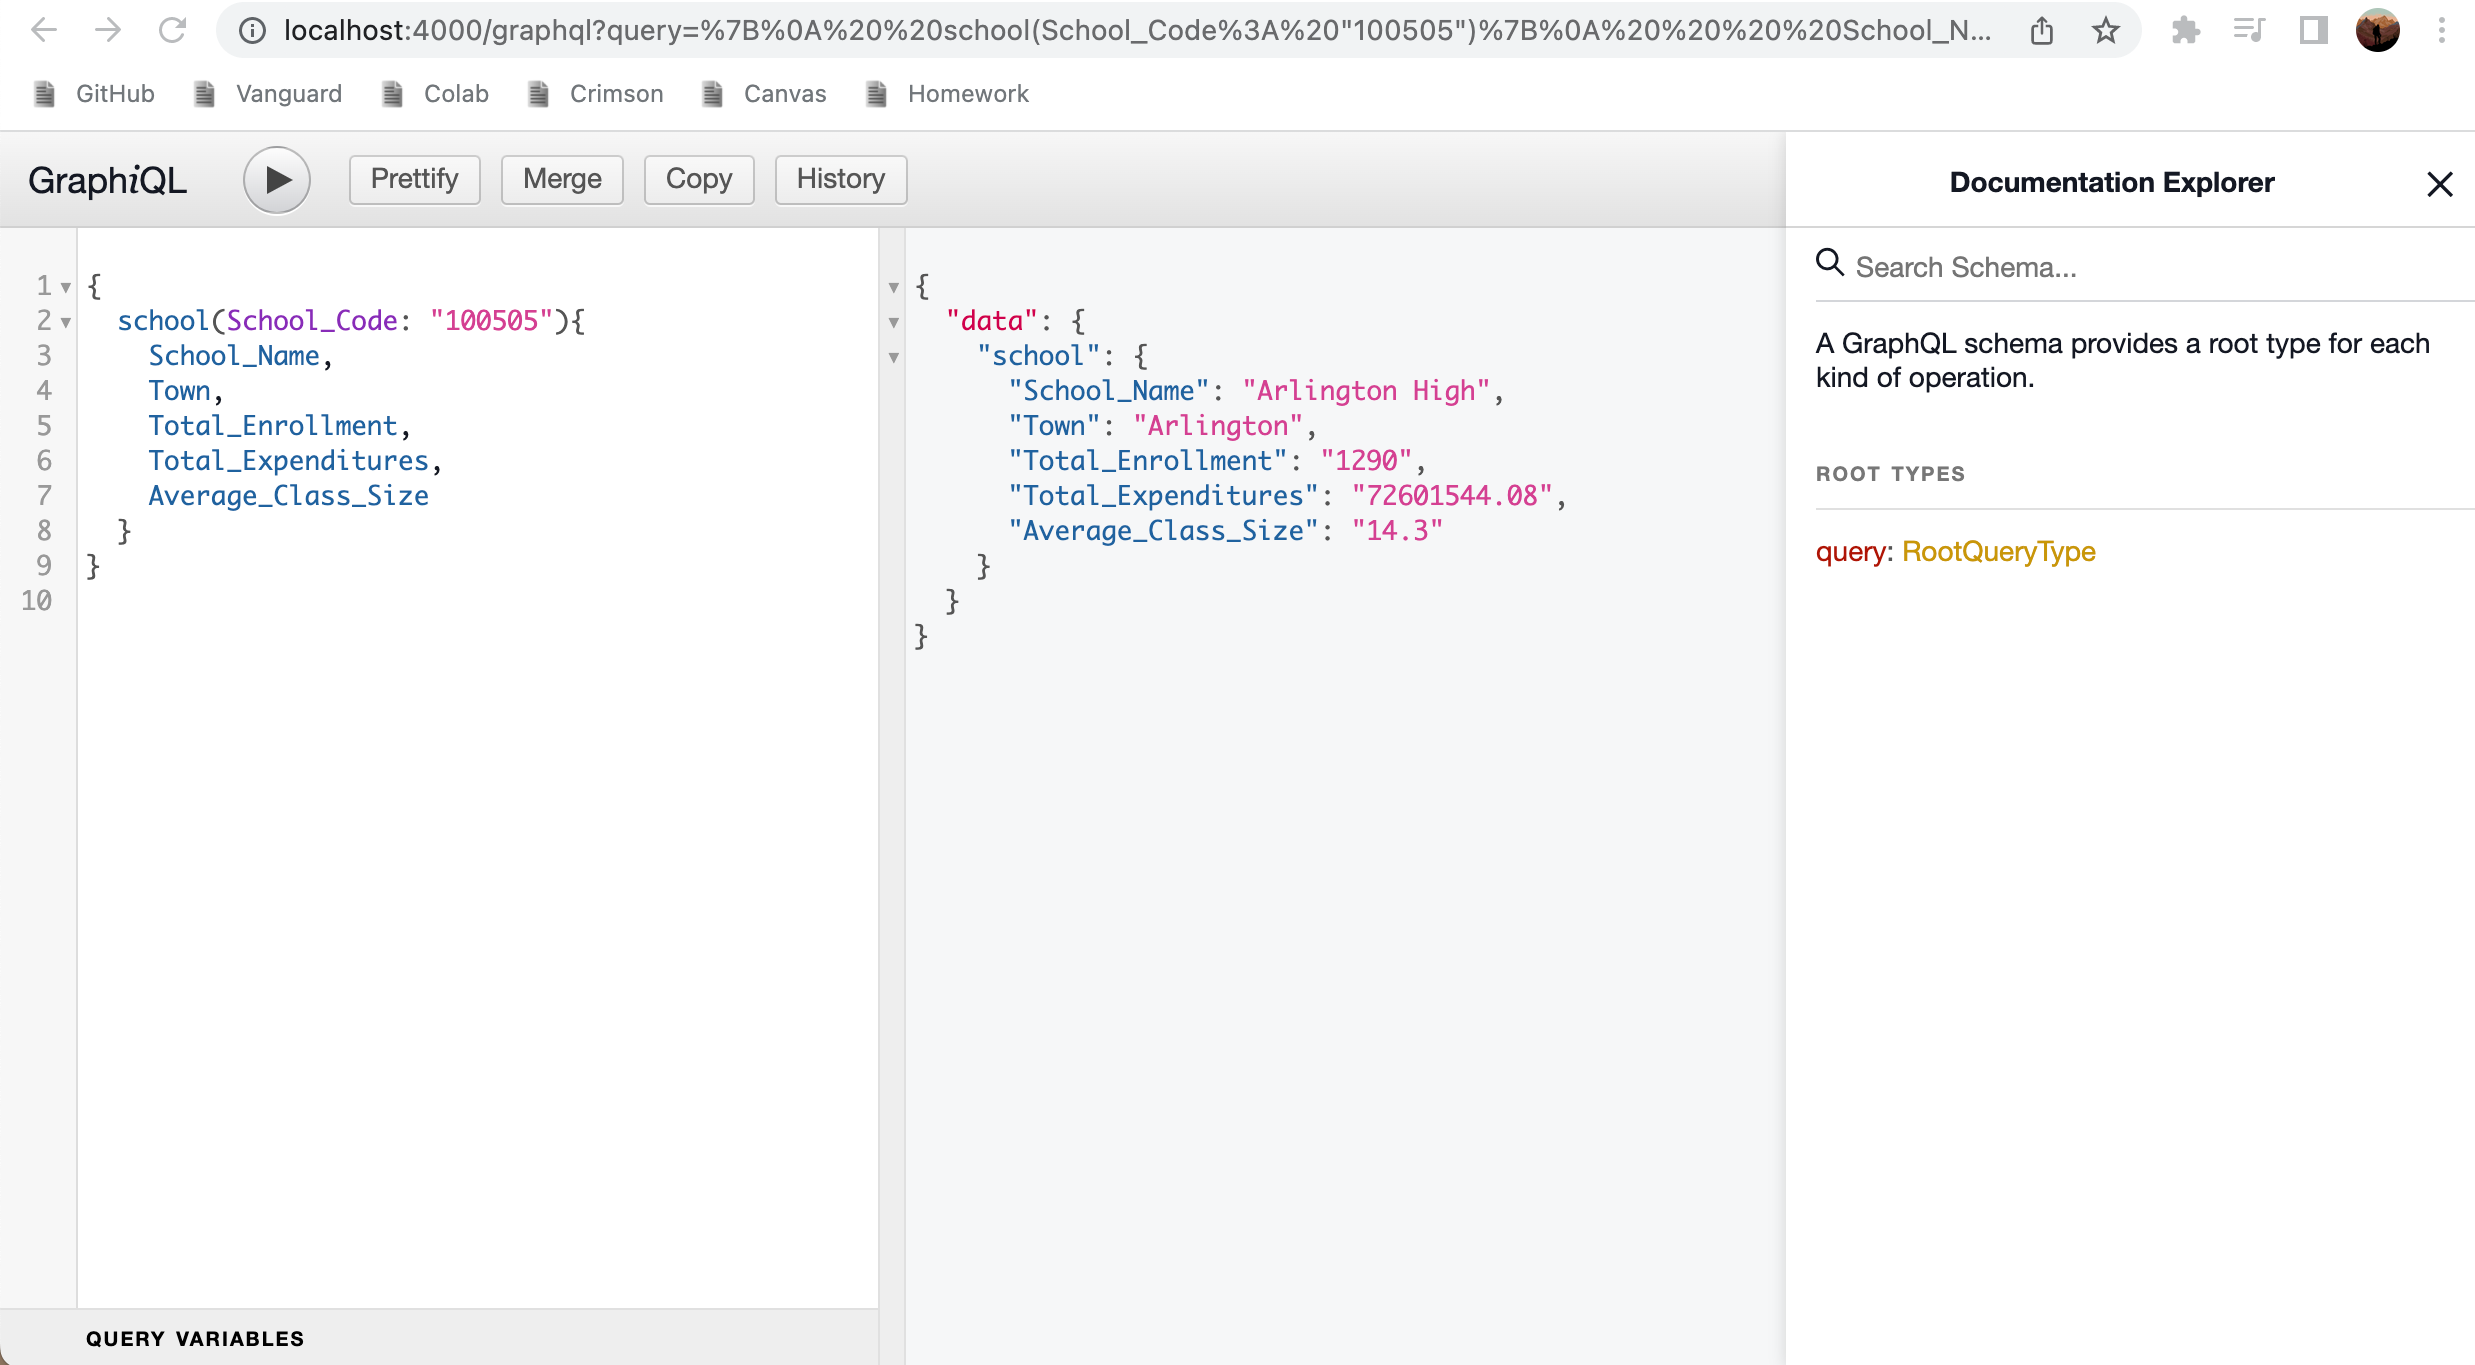 localhost:4000/graphql?query=%7B%0A%20%20school(School_Code%3A%20"100505")%7B%0A%20%20%20%20School_N...
GitHub Vanguard Colab Crimson Canvas Homework
GraphiQL Prettify Merge Copy History
1 {
2 school(School_Code: "100505"){
3 School_Name,
4 Town,
5 Total_Enrollment,
6 Total_Expenditures,
7 Average_Class_Size
8 }
9 }
10
QUERY VARIABLES
{
"data": {
"school": {
"School_Name": "Arlington High",
"Town": "Arlington",
"Total_Enrollment": "1290",
"Total_Expenditures": "72601544.08",
"Average_Class_Size": "14.3"
}
}
}
Documentation Explorer
Search Schema...
A GraphQL schema provides a root type for each
kind of operation.
ROOT TYPES
query: RootQueryType